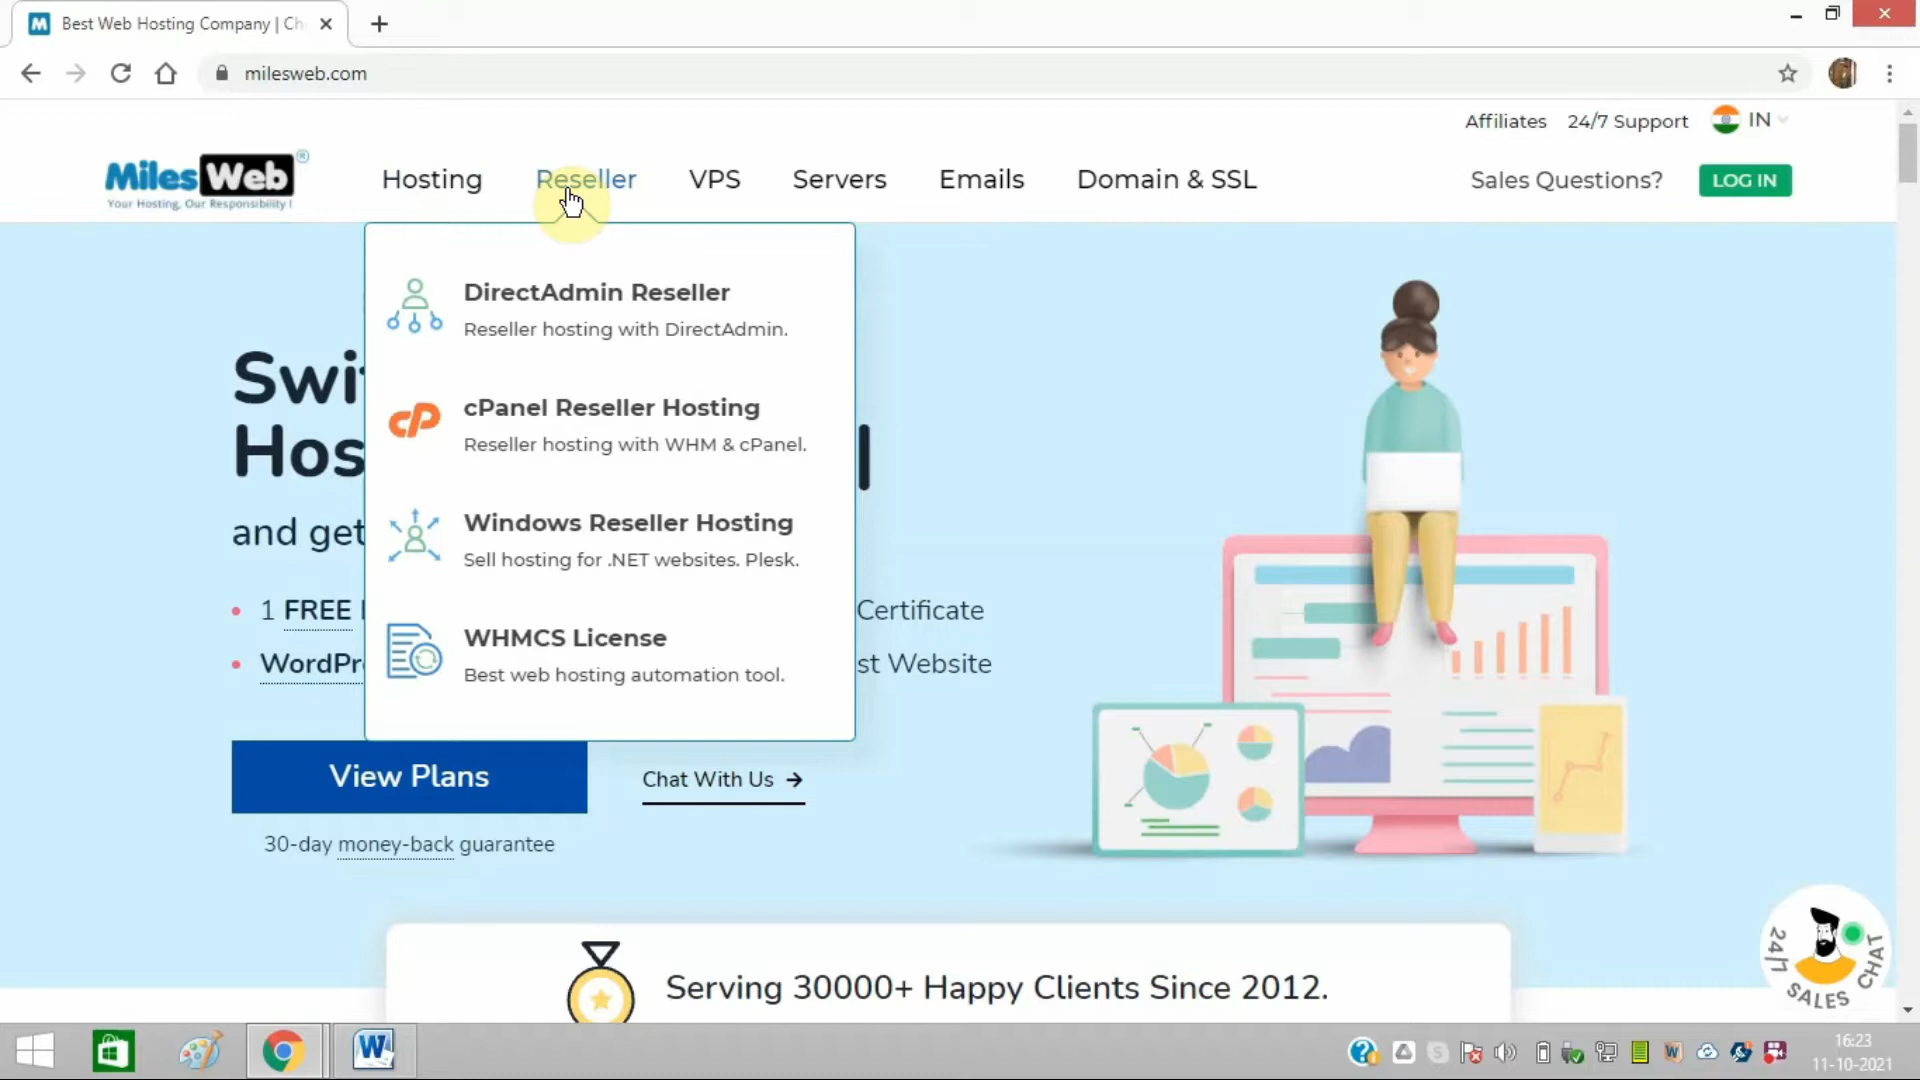 Best Web Hosting Company | Ch
milesweb.com
Affiliates 24/7 Support IN
MilesWeb ®
Your Hosting, Our Responsibility !
Hosting Reseller VPS Servers Emails Domain & SSL
Sales Questions? LOG IN
DirectAdmin Reseller
Reseller hosting with DirectAdmin.
cPanel Reseller Hosting
Reseller hosting with WHM & cPanel.
Windows Reseller Hosting
Sell hosting for .NET websites. Plesk.
WHMCS License
Best web hosting automation tool.
Swi
Hos
and get
1 FREE
Certificate
WordPr
st Website
View Plans
Chat With Us →
30-day money-back guarantee
Serving 30000+ Happy Clients Since 2012.
24/7 SALES CHAT
16:23
11-10-2021